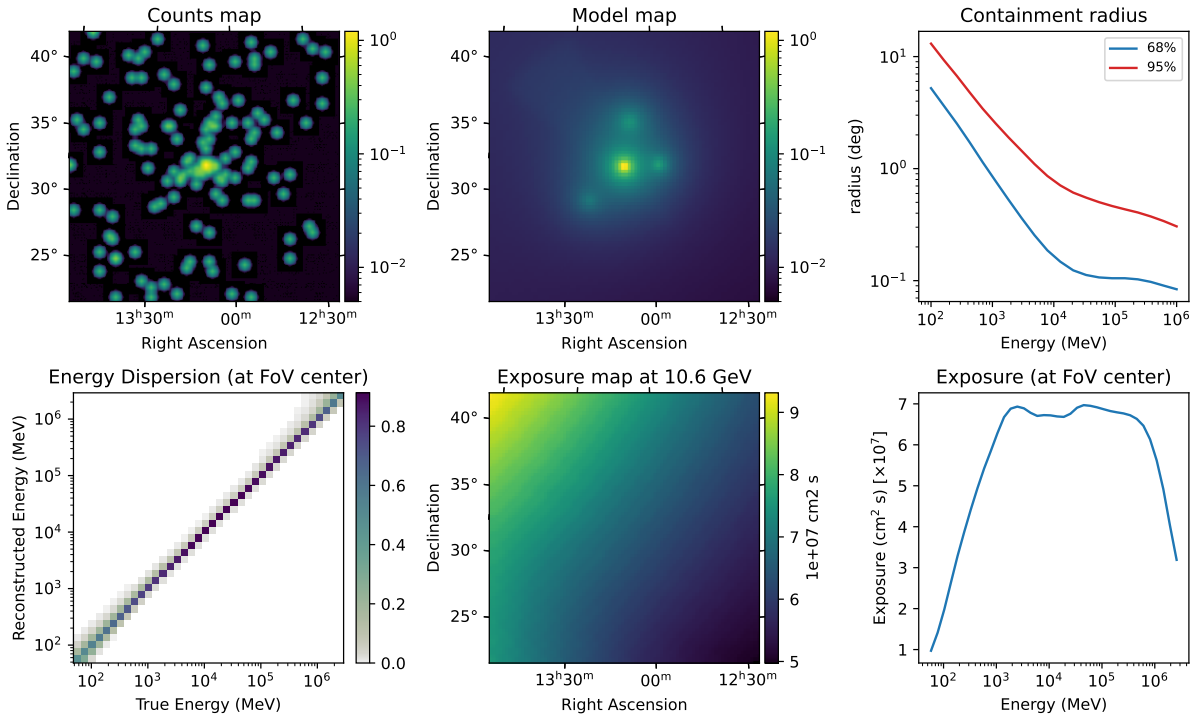 Counts map
Declination
40°
35°
30°
25°
13ʰ30ᵐ
00ᵐ
12ʰ30ᵐ
Right Ascension
10⁰
10⁻¹
10⁻²
Model map
Declination
40°
35°
30°
25°
13ʰ30ᵐ
00ᵐ
12ʰ30ᵐ
Right Ascension
10⁰
10⁻¹
10⁻²
Containment radius
68%
95%
radius (deg)
10¹
10⁰
10⁻¹
10² 10³ 10⁴ 10⁵ 10⁶
Energy (MeV)
Energy Dispersion (at FoV center)
Reconstructed Energy (MeV)
10⁶
10⁵
10⁴
10³
10²
10² 10³ 10⁴ 10⁵ 10⁶
True Energy (MeV)
0.8
0.6
0.4
0.2
0.0
Exposure map at 10.6 GeV
Declination
40°
35°
30°
25°
13ʰ30ᵐ
00ᵐ
12ʰ30ᵐ
Right Ascension
9
8
7
6
5
1e+07 cm2 s
Exposure (at FoV center)
Exposure (cm² s) [×10⁷]
7
6
5
4
3
2
1
10² 10³ 10⁴ 10⁵ 10⁶
Energy (MeV)